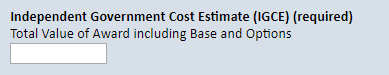 Independent Government Cost Estimate (IGCE) (required)
Total Value of Award including Base and Options